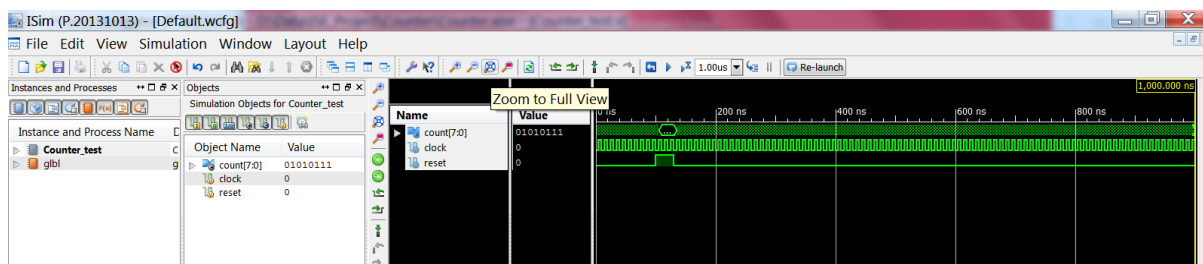 ISim (P.20131013) - [Default.wcfg]
File Edit View Simulation Window Layout Help
1.00us Re-launch
Instances and Processes
Instance and Process Name
Counter_test C
glbl g
Objects
Simulation Objects for Counter_test
Object Name Value
count[7:0] 01010111
clock 0
reset 0
Zoom to Full View
Name Value
count[7:0] 01010111
clock 0
reset 0
1,000.000 ns
0 ns 200 ns 400 ns 600 ns 800 ns
...